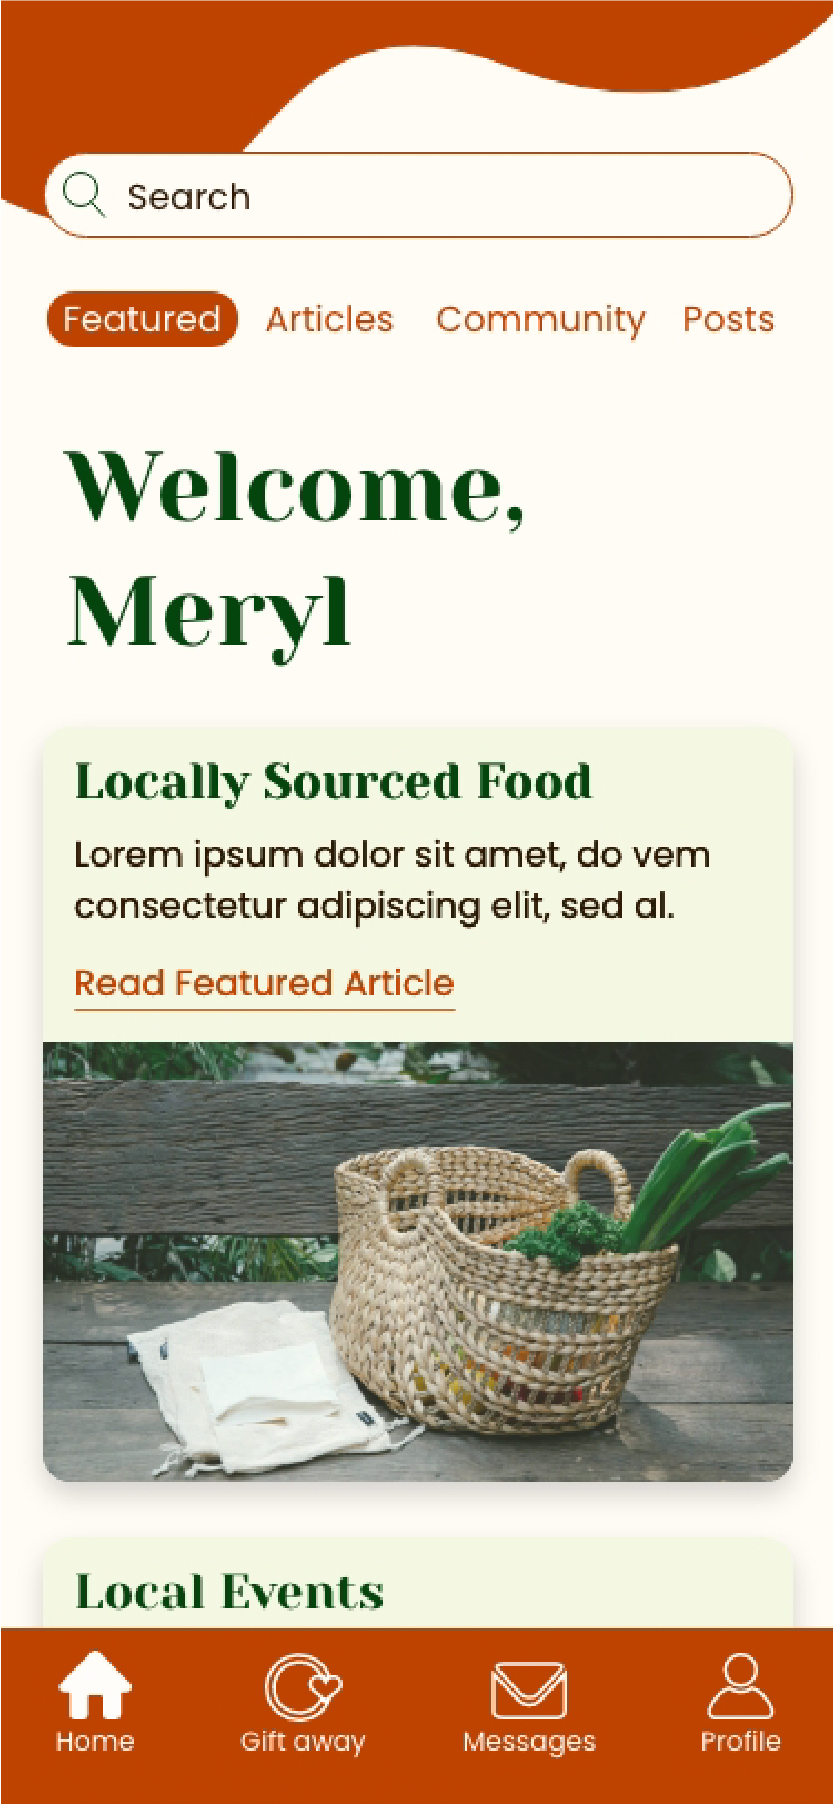 Search
Featured Articles Community Posts
Welcome,
Meryl
Locally Sourced Food
Lorem ipsum dolor sit amet, do vem
consectetur adipiscing elit, sed al.
Read Featured Article
Local Events
Home Gift away Messages Profile